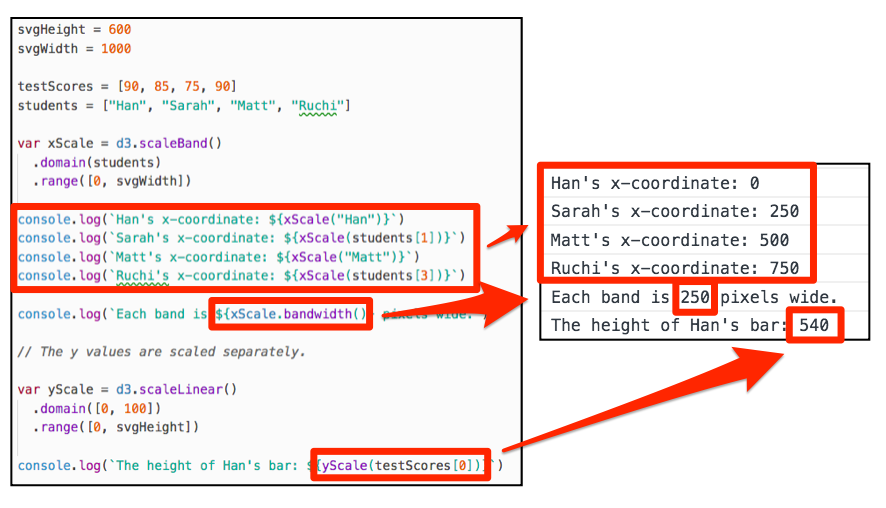 svgHeight = 600
svgWidth = 1000
testScores = [90, 85, 75, 90]
students = ["Han", "Sarah", "Matt", "Ruchi"]
var xScale = d3.scaleBand()
.domain(students)
.range([0, svgWidth])
console.log(`Han's x-coordinate: ${xScale("Han")}`)
console.log(`Sarah's x-coordinate: ${xScale(students[1])}`)
console.log(`Matt's x-coordinate: ${xScale("Matt")}`)
console.log(`Ruchi's x-coordinate: ${xScale(students[3])}`)
console.log(`Each band is ${xScale.bandwidth()} pixels wide.`)
// The y values are scaled separately.
var yScale = d3.scaleLinear()
.domain([0, 100])
.range([0, svgHeight])
console.log(`The height of Han's bar: ${yScale(testScores[0])}`)
Han's x-coordinate: 0
Sarah's x-coordinate: 250
Matt's x-coordinate: 500
Ruchi's x-coordinate: 750
Each band is 250 pixels wide.
The height of Han's bar: 540